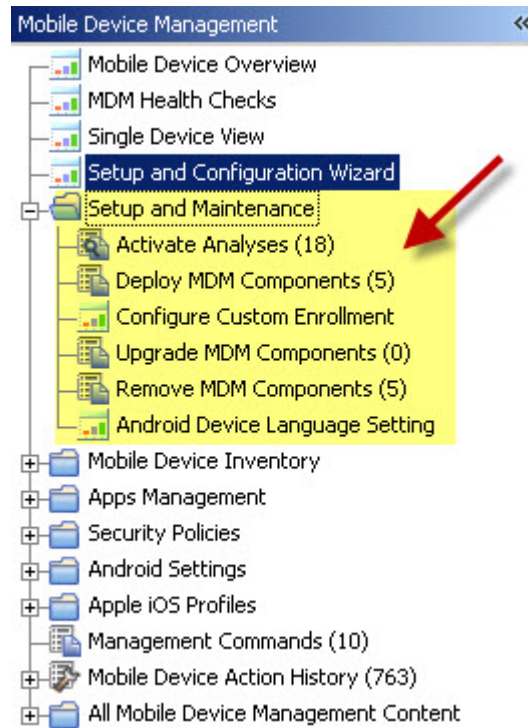 Mobile Device Management
Mobile Device Overview
MDM Health Checks
Single Device View
Setup and Configuration Wizard
Setup and Maintenance
Activate Analyses (18)
Deploy MDM Components (5)
Configure Custom Enrollment
Upgrade MDM Components (0)
Remove MDM Components (5)
Android Device Language Setting
Mobile Device Inventory
Apps Management
Security Policies
Android Settings
Apple iOS Profiles
Management Commands (10)
Mobile Device Action History (763)
All Mobile Device Management Content